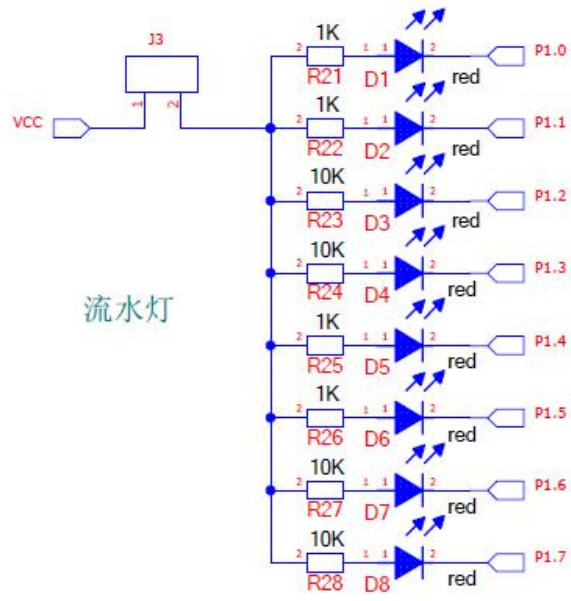 J3
1 2
VCC
流水灯
1K
2 1 1 2 P1.0
R21 D1 red
1K
2 1 1 2 P1.1
R22 D2 red
10K
2 1 1 2 P1.2
R23 D3 red
10K
2 1 1 2 P1.3
R24 D4 red
1K
2 1 1 2 P1.4
R25 D5 red
1K
2 1 1 2 P1.5
R26 D6 red
10K
2 1 1 2 P1.6
R27 D7 red
10K
2 1 1 2 P1.7
R28 D8 red